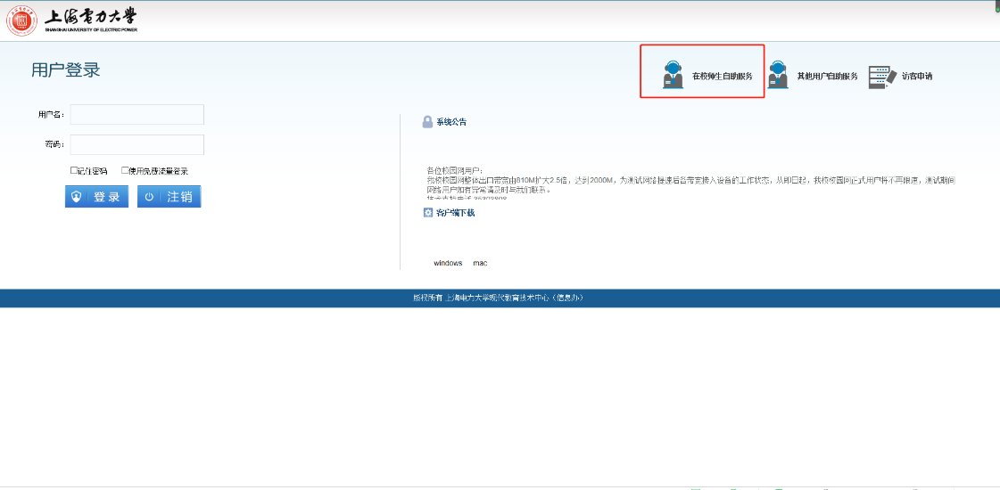 上海电力大学
SHANGHAI UNIVERSITY OF ELECTRIC POWER
用户登录
在校师生自助服务
其他用户自助服务
访客申请
用户名:
密码:
记住密码 使用免费流量登录
登录 注销
系统公告
各位校园网用户:
我校校园网整体出口带宽由810M扩大2.5倍,达到2000M,为测试网络提速后各带宽接入设备的工作状态,从即日起,我校校园网正式用户将不再限速,测试期间
网络用户如有异常请及时与我们联系。
客户端下载
windows mac
版权所有 上海电力大学现代教育技术中心(信息办)